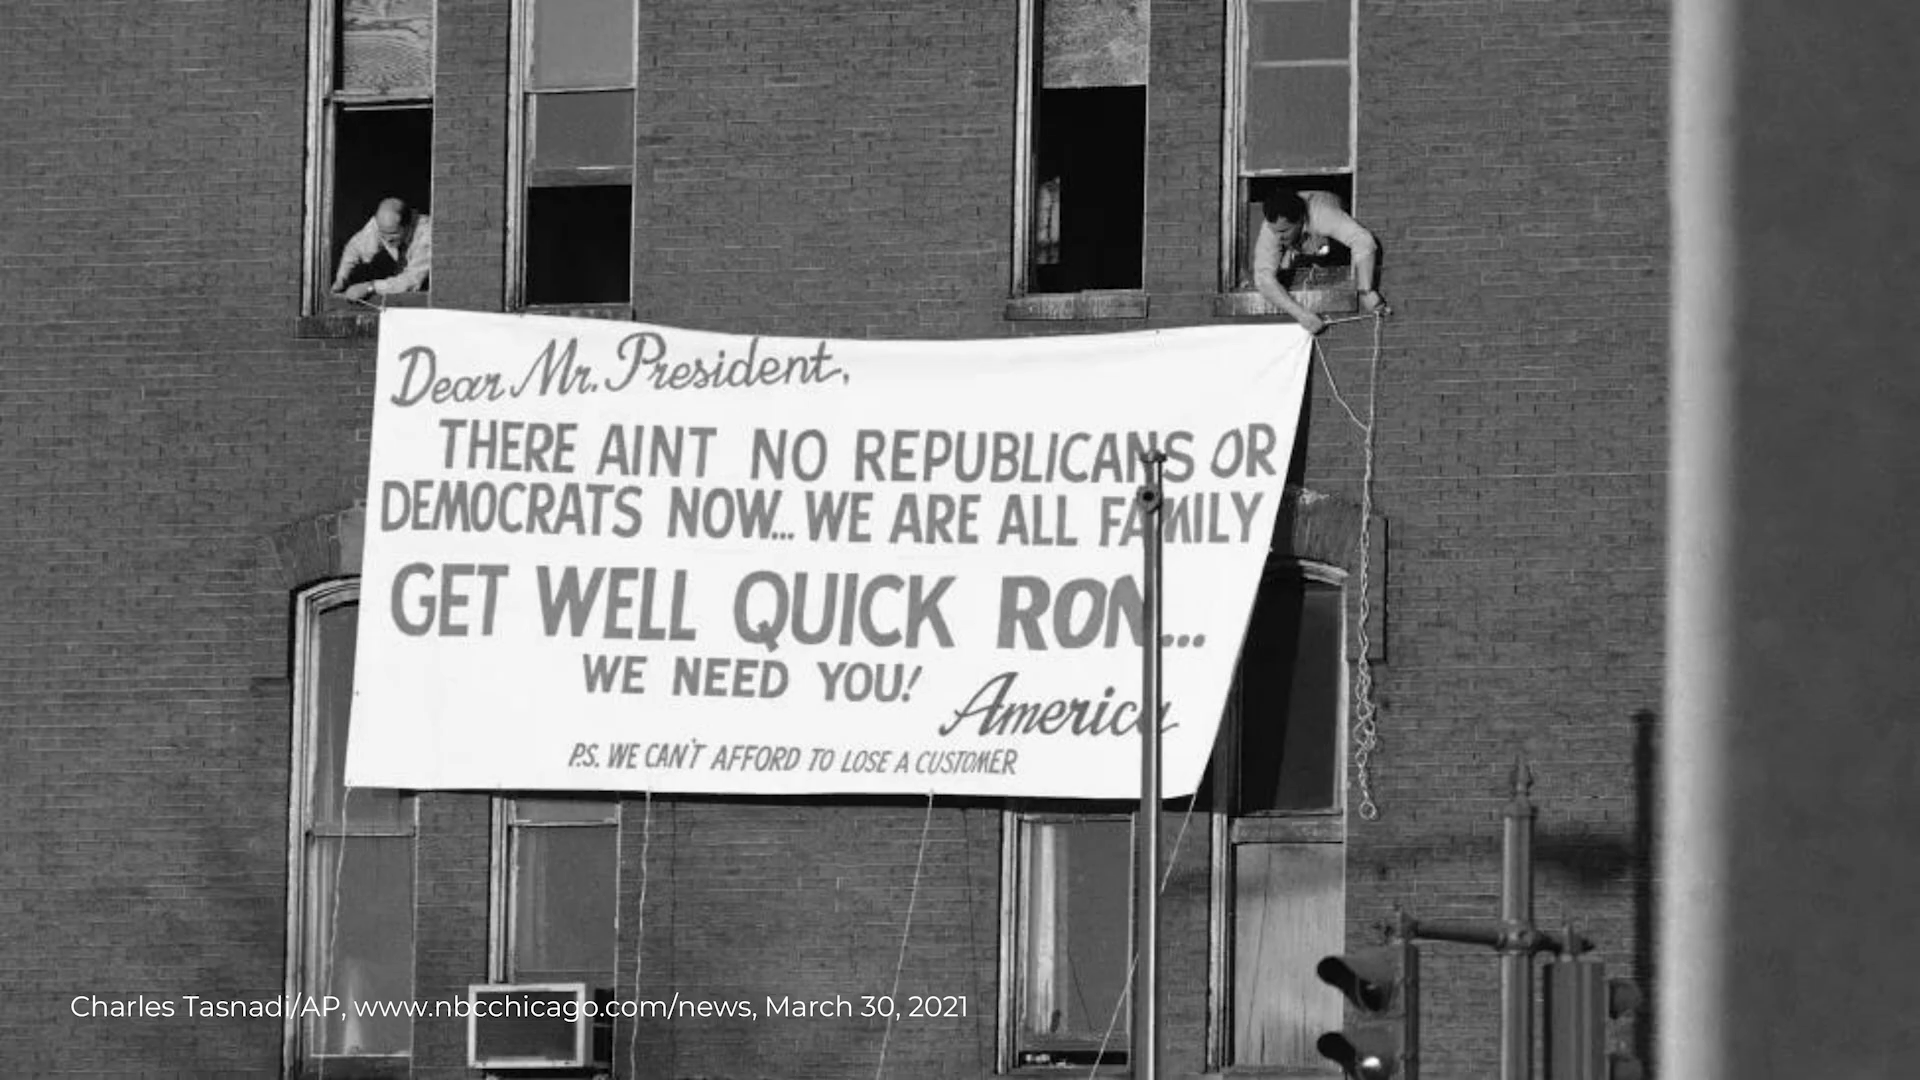 Dear Mr. President,
THERE AINT NO REPUBLICANS OR
DEMOCRATS NOW... WE ARE ALL FAMILY
GET WELL QUICK RON...
WE NEED YOU!
America
P.S. WE CAN'T AFFORD TO LOSE A CUSTOMER
Charles Tasnadi/AP, www.nbcchicago.com/news, March 30, 2021